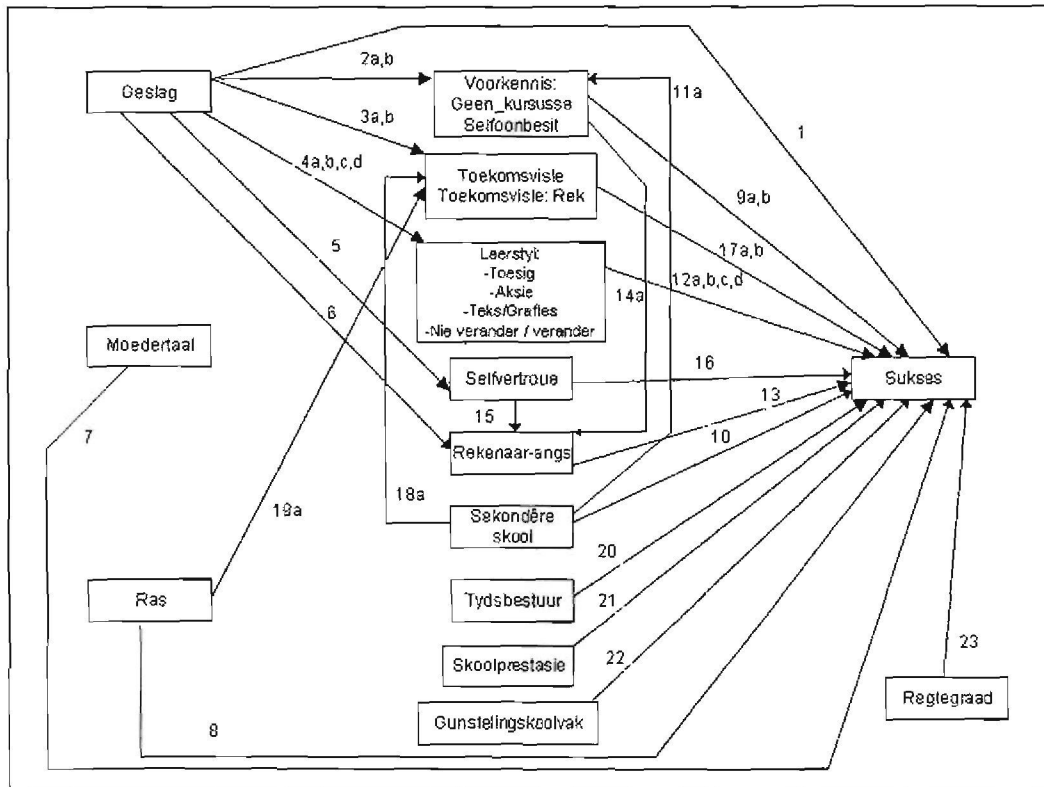 2a,b
Geslag
Voorkennis:
Geen_kursusse
Selfoonbesit
11a
1
3a,b
4a,b,c,d
Toekomsvisie
Toekomsvisie: Rek
9a,b
5
17a,b
Leerstyl:
-Toesig
-Aksie
-Teks/Grafies
-Nie verander / verander
12a,b,c,d
14a
6
Moedertaal
Selfvertroue
16
Sukses
7
15
13
Rekenaar-angs
10
18a
19a
Sekondêre
skool
20
Ras
Tydsbestuur
21
Skoolprestasie
22
23
Gunstelingskoolvak
Regtegraad
8